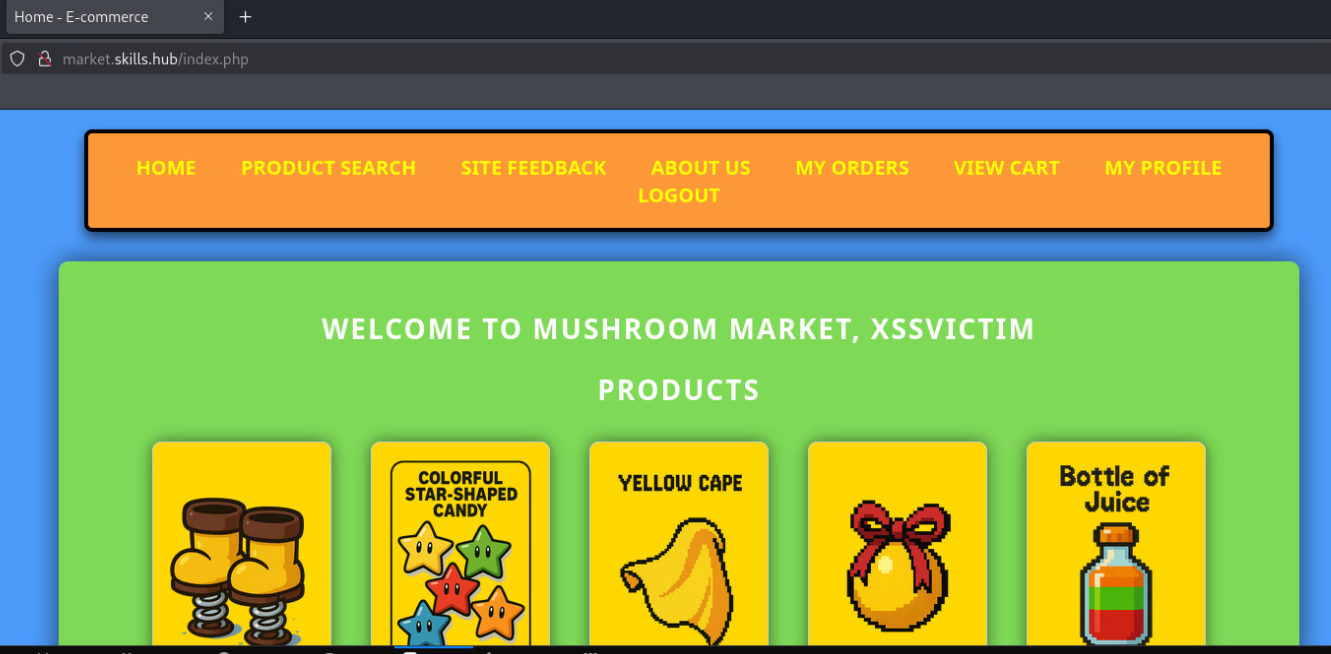 Home - E-commerce
market.skills.hub/index.php
HOME PRODUCT SEARCH SITE FEEDBACK ABOUT US MY ORDERS VIEW CART MY PROFILE
LOGOUT
WELCOME TO MUSHROOM MARKET, XSSVICTIM
PRODUCTS
COLORFUL
STAR-SHAPED
CANDY
YELLOW CAPE
Bottle of
Juice